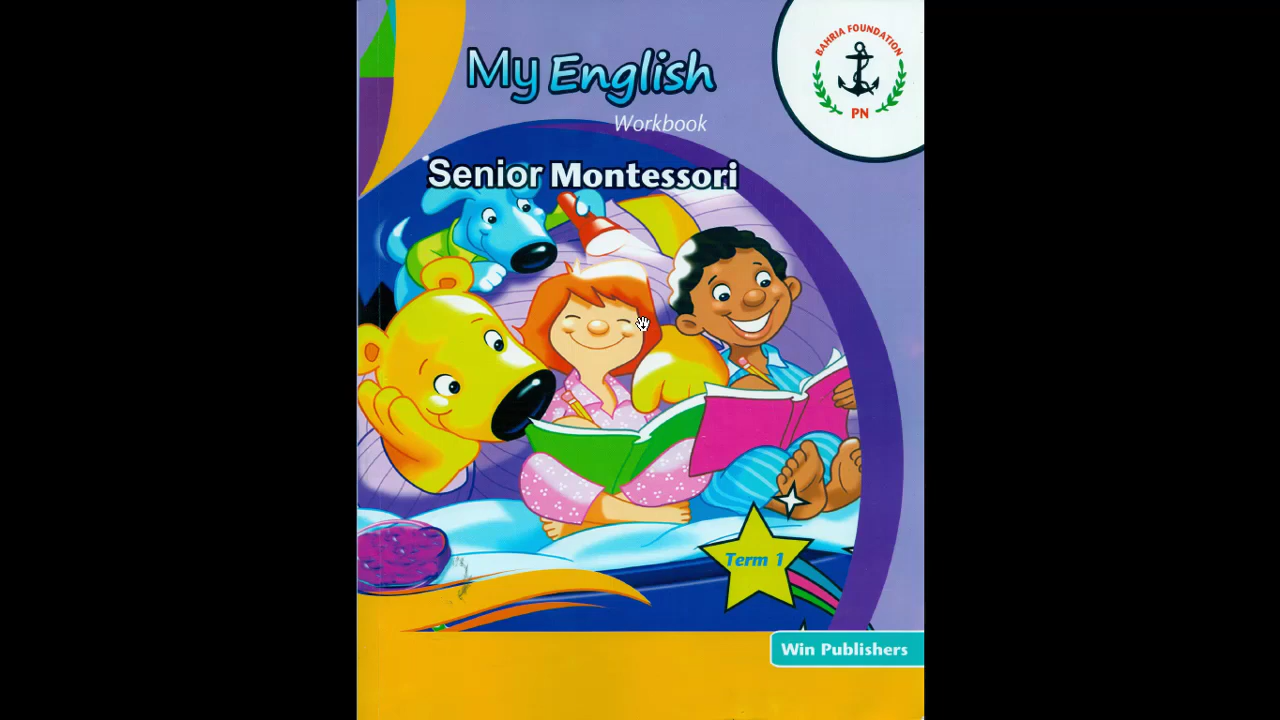 My English
Workbook
BAHRIA FOUNDATION
PN
Senior Montessori
Term 1
Win Publishers